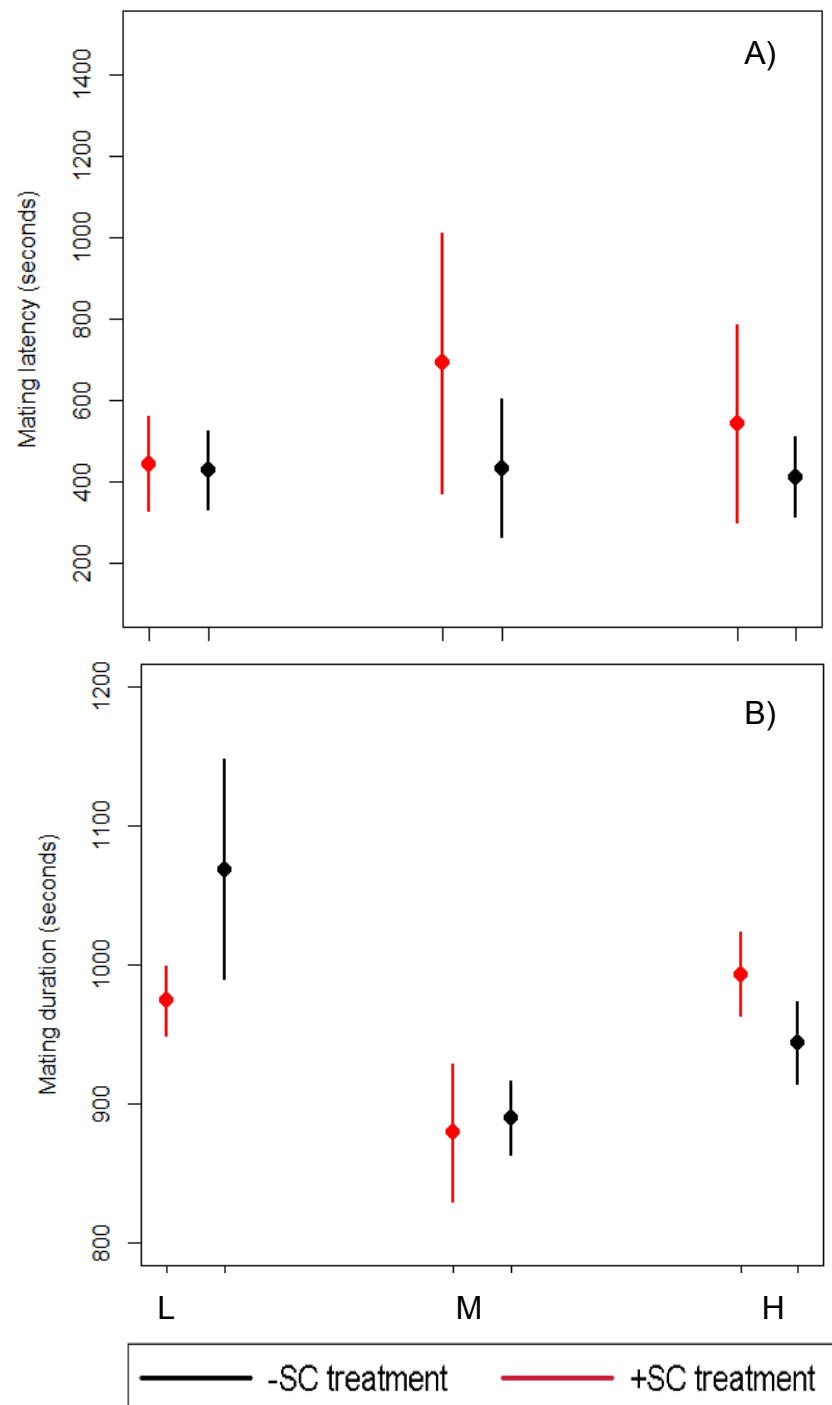 A)
Mating latency (seconds)
1400
1200
1000
800
600
400
200
B)
Mating duration (seconds)
1200
1100
1000
900
800
L M H
-SC treatment +SC treatment